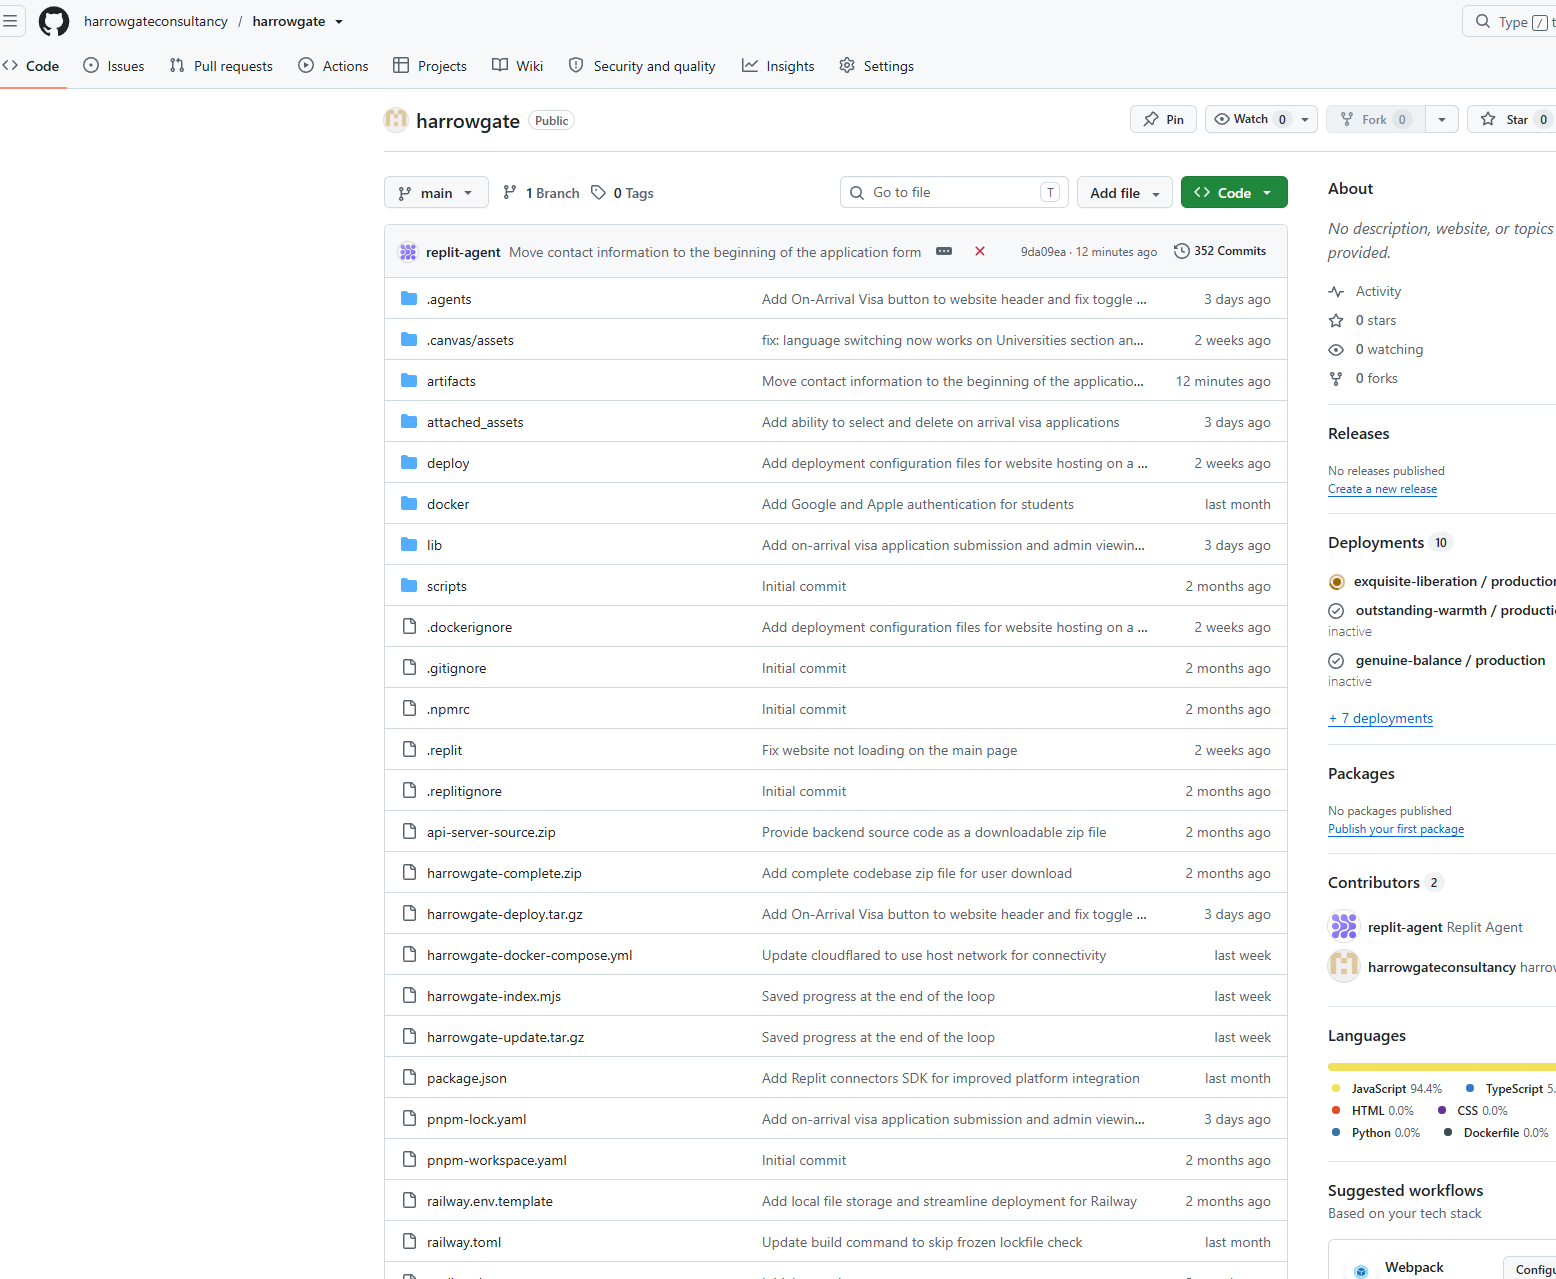 harrowgateconsultancy / harrowgate
Type / t
Code Issues Pull requests Actions Projects Wiki Security and quality Insights Settings
harrowgate Public
Pin Watch 0 Fork 0 Star 0
main 1 Branch 0 Tags Go to file T Add file Code
replit-agent Move contact information to the beginning of the application form 9da09ea · 12 minutes ago 352 Commits
.agents Add On-Arrival Visa button to website header and fix toggle ... 3 days ago
.canvas/assets fix: language switching now works on Universities section an... 2 weeks ago
artifacts Move contact information to the beginning of the applicatio... 12 minutes ago
attached_assets Add ability to select and delete on arrival visa applications 3 days ago
deploy Add deployment configuration files for website hosting on a ... 2 weeks ago
docker Add Google and Apple authentication for students last month
lib Add on-arrival visa application submission and admin viewin... 3 days ago
scripts Initial commit 2 months ago
.dockerignore Add deployment configuration files for website hosting on a ... 2 weeks ago
.gitignore Initial commit 2 months ago
.npmrc Initial commit 2 months ago
.replit Fix website not loading on the main page 2 weeks ago
.replitignore Initial commit 2 months ago
api-server-source.zip Provide backend source code as a downloadable zip file 2 months ago
harrowgate-complete.zip Add complete codebase zip file for user download 2 months ago
harrowgate-deploy.tar.gz Add On-Arrival Visa button to website header and fix toggle ... 3 days ago
harrowgate-docker-compose.yml Update cloudflared to use host network for connectivity last week
harrowgate-index.mjs Saved progress at the end of the loop last week
harrowgate-update.tar.gz Saved progress at the end of the loop last week
package.json Add Replit connectors SDK for improved platform integration last month
pnpm-lock.yaml Add on-arrival visa application submission and admin viewin... 3 days ago
pnpm-workspace.yaml Initial commit 2 months ago
railway.env.template Add local file storage and streamline deployment for Railway 2 months ago
railway.toml Update build command to skip frozen lockfile check last month
About
No description, website, or topics
provided.
Activity
0 stars
0 watching
0 forks
Releases
No releases published
Create a new release
Deployments 10
exquisite-liberation / production
outstanding-warmth / producti
inactive
genuine-balance / production
inactive
+ 7 deployments
Packages
No packages published
Publish your first package
Contributors 2
replit-agent Replit Agent
harrowgateconsultancy harrow
Languages
JavaScript 94.4% TypeScript 5.
HTML 0.0% CSS 0.0%
Python 0.0% Dockerfile 0.0%
Suggested workflows
Based on your tech stack
Webpack Configu